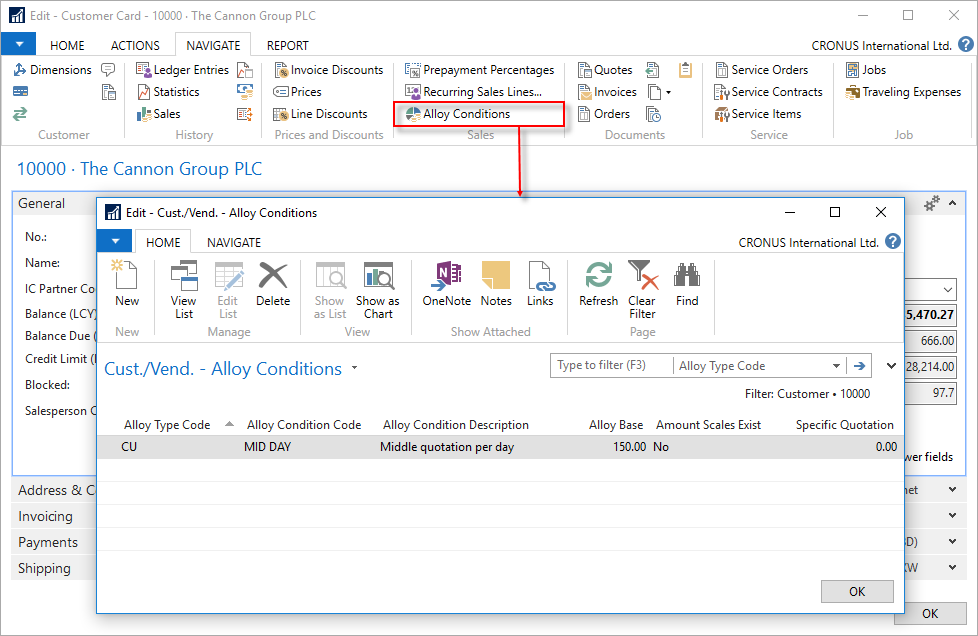 Edit - Customer Card - 10000 · The Cannon Group PLC
HOME ACTIONS NAVIGATE REPORT CRONUS International Ltd. ?
Dimensions Ledger Entries Invoice Discounts Prepayment Percentages Quotes Service Orders Jobs
Statistics Prices Recurring Sales Lines... Invoices Service Contracts Traveling Expenses
Sales Line Discounts Alloy Conditions Orders Service Items
Customer History Prices and Discounts Sales Documents Service Job
10000 · The Cannon Group PLC
General
No.:
Name:
IC Partner Co
Balance (LCY) 5,470.27
Balance Due ( 666.00
Credit Limit ( 28,214.00
Blocked: 97.7
Salesperson C
wer fields
Address & C net
Invoicing
Payments
Shipping
OK
Edit - Cust./Vend. - Alloy Conditions
HOME NAVIGATE CRONUS International Ltd. ?
New View List Edit List Delete Show as List Show as Chart OneNote Notes Links Refresh Clear Filter Find
New Manage View Show Attached Page
Cust./Vend. - Alloy Conditions Type to filter (F3) Alloy Type Code
Filter: Customer • 10000
Alloy Type Code Alloy Condition Code Alloy Condition Description Alloy Base Amount Scales Exist Specific Quotation
CU MID DAY Middle quotation per day 150.00 No 0.00
OK